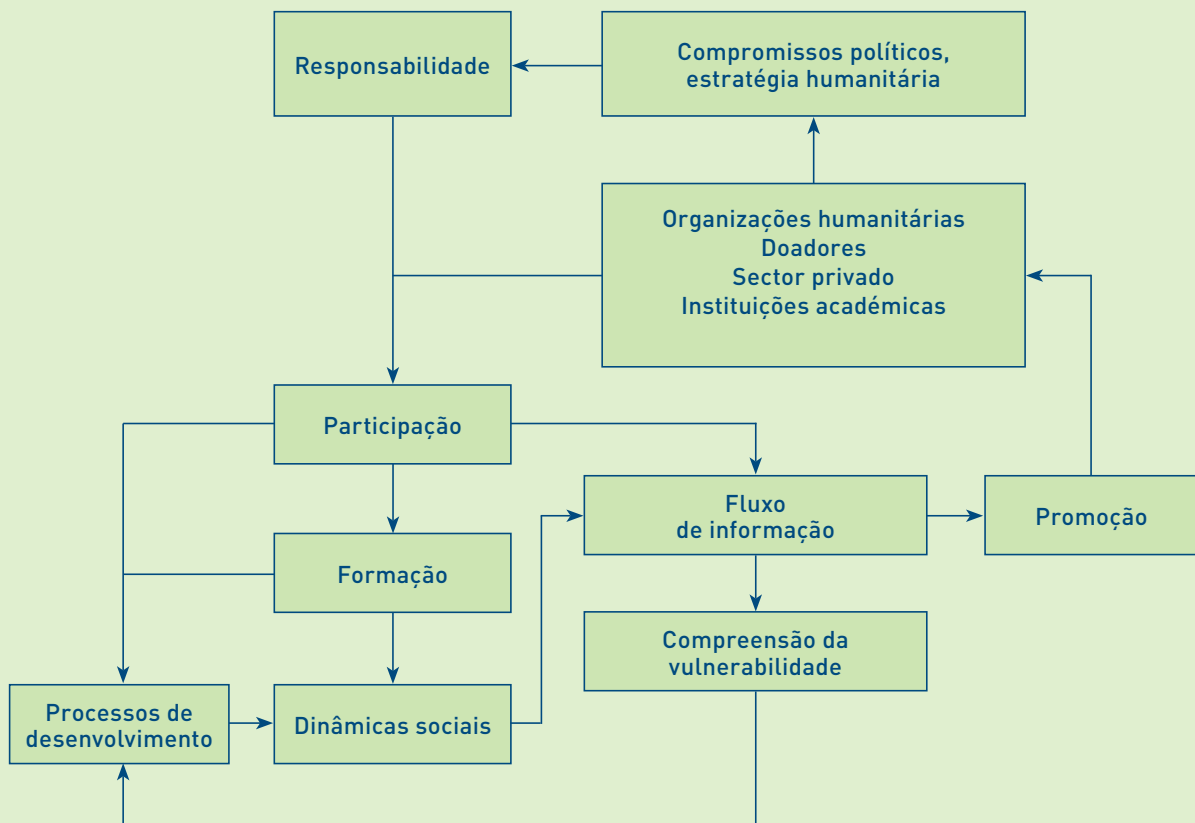 Responsabilidade
Compromissos políticos,
estratégia humanitária
Organizações humanitárias
Doadores
Sector privado
Instituições académicas
Participação
Fluxo
de informação
Promoção
Formação
Compreensão da
vulnerabilidade
Processos de
desenvolvimento
Dinâmicas sociais